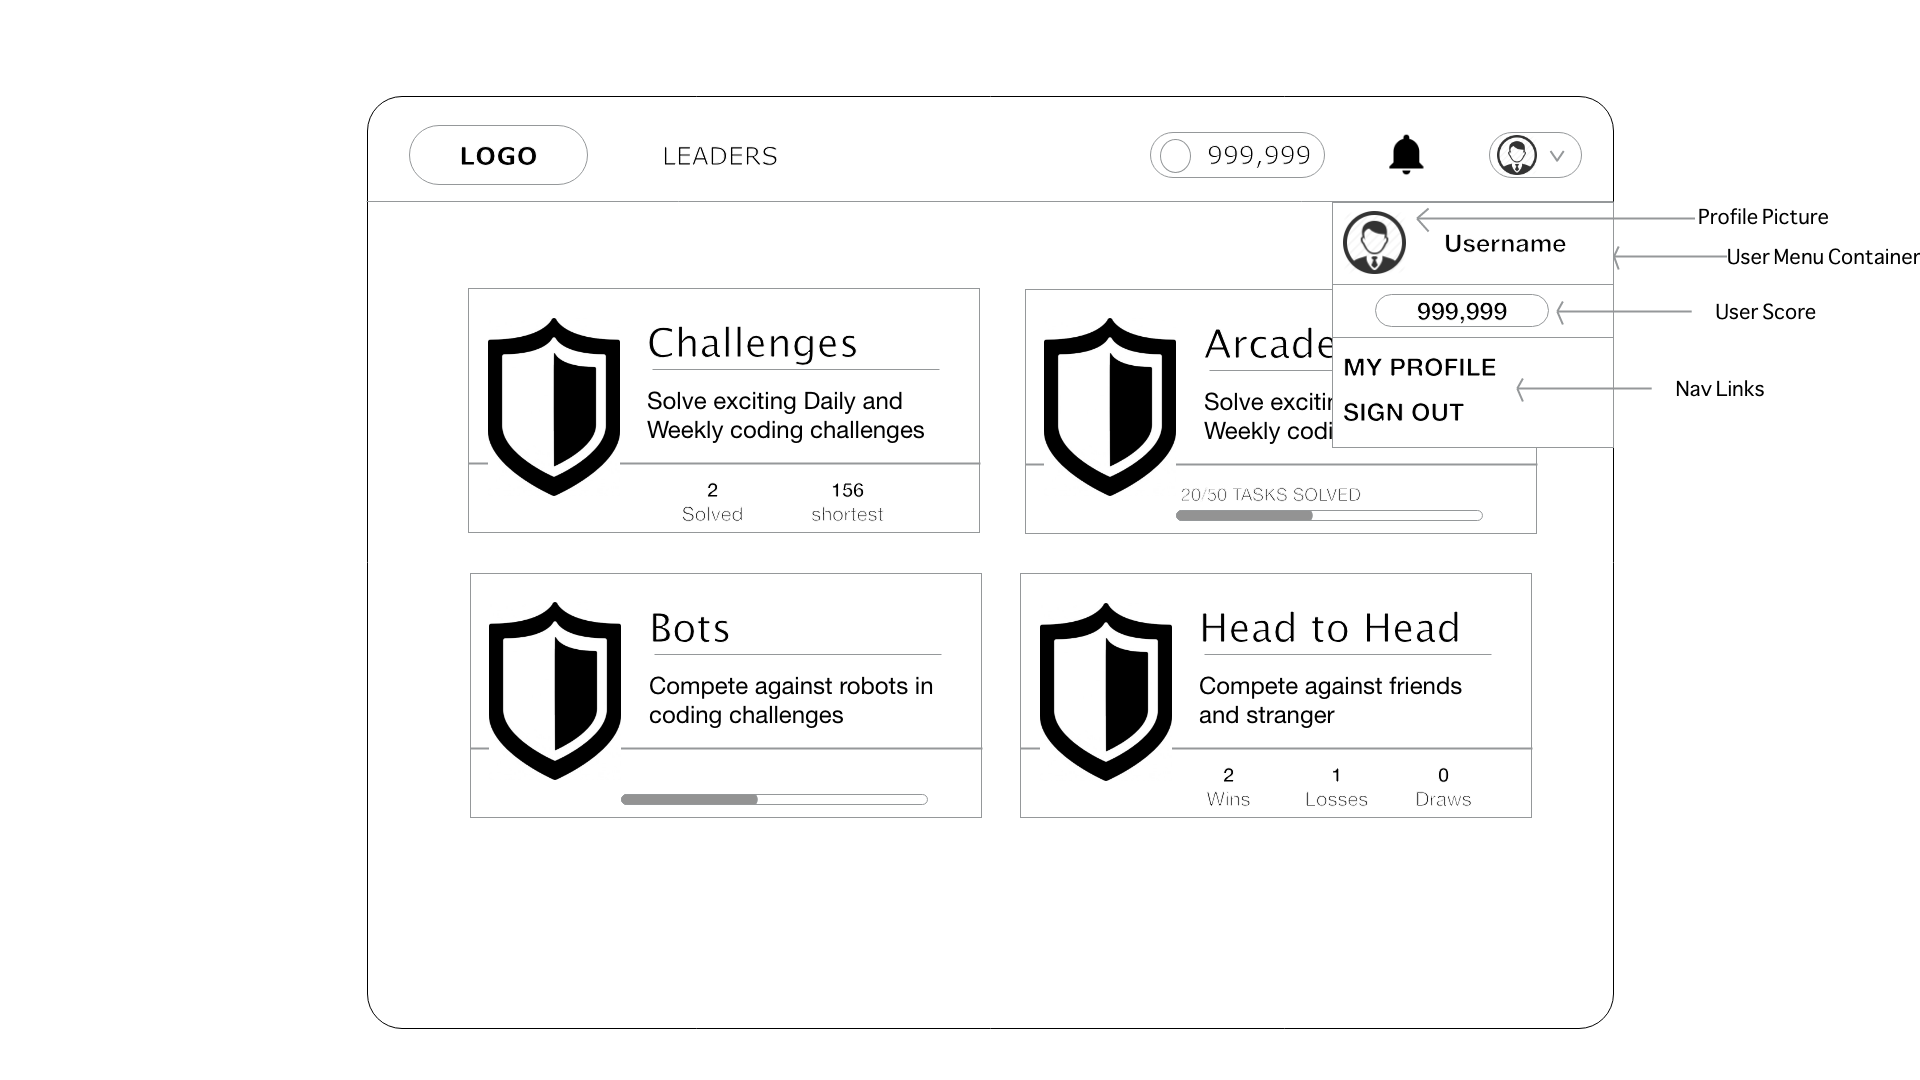 LOGO
LEADERS
999,999
Profile Picture
Username
User Menu Container
999,999
User Score
MY PROFILE
Nav Links
SIGN OUT
Challenges
Solve exciting Daily and
Weekly coding challenges
2
Solved
156
shortest
Arcade
Solve exciti
Weekly codi
20/50 TASKS SOLVED
Bots
Compete against robots in
coding challenges
Head to Head
Compete against friends
and stranger
2
Wins
1
Losses
0
Draws